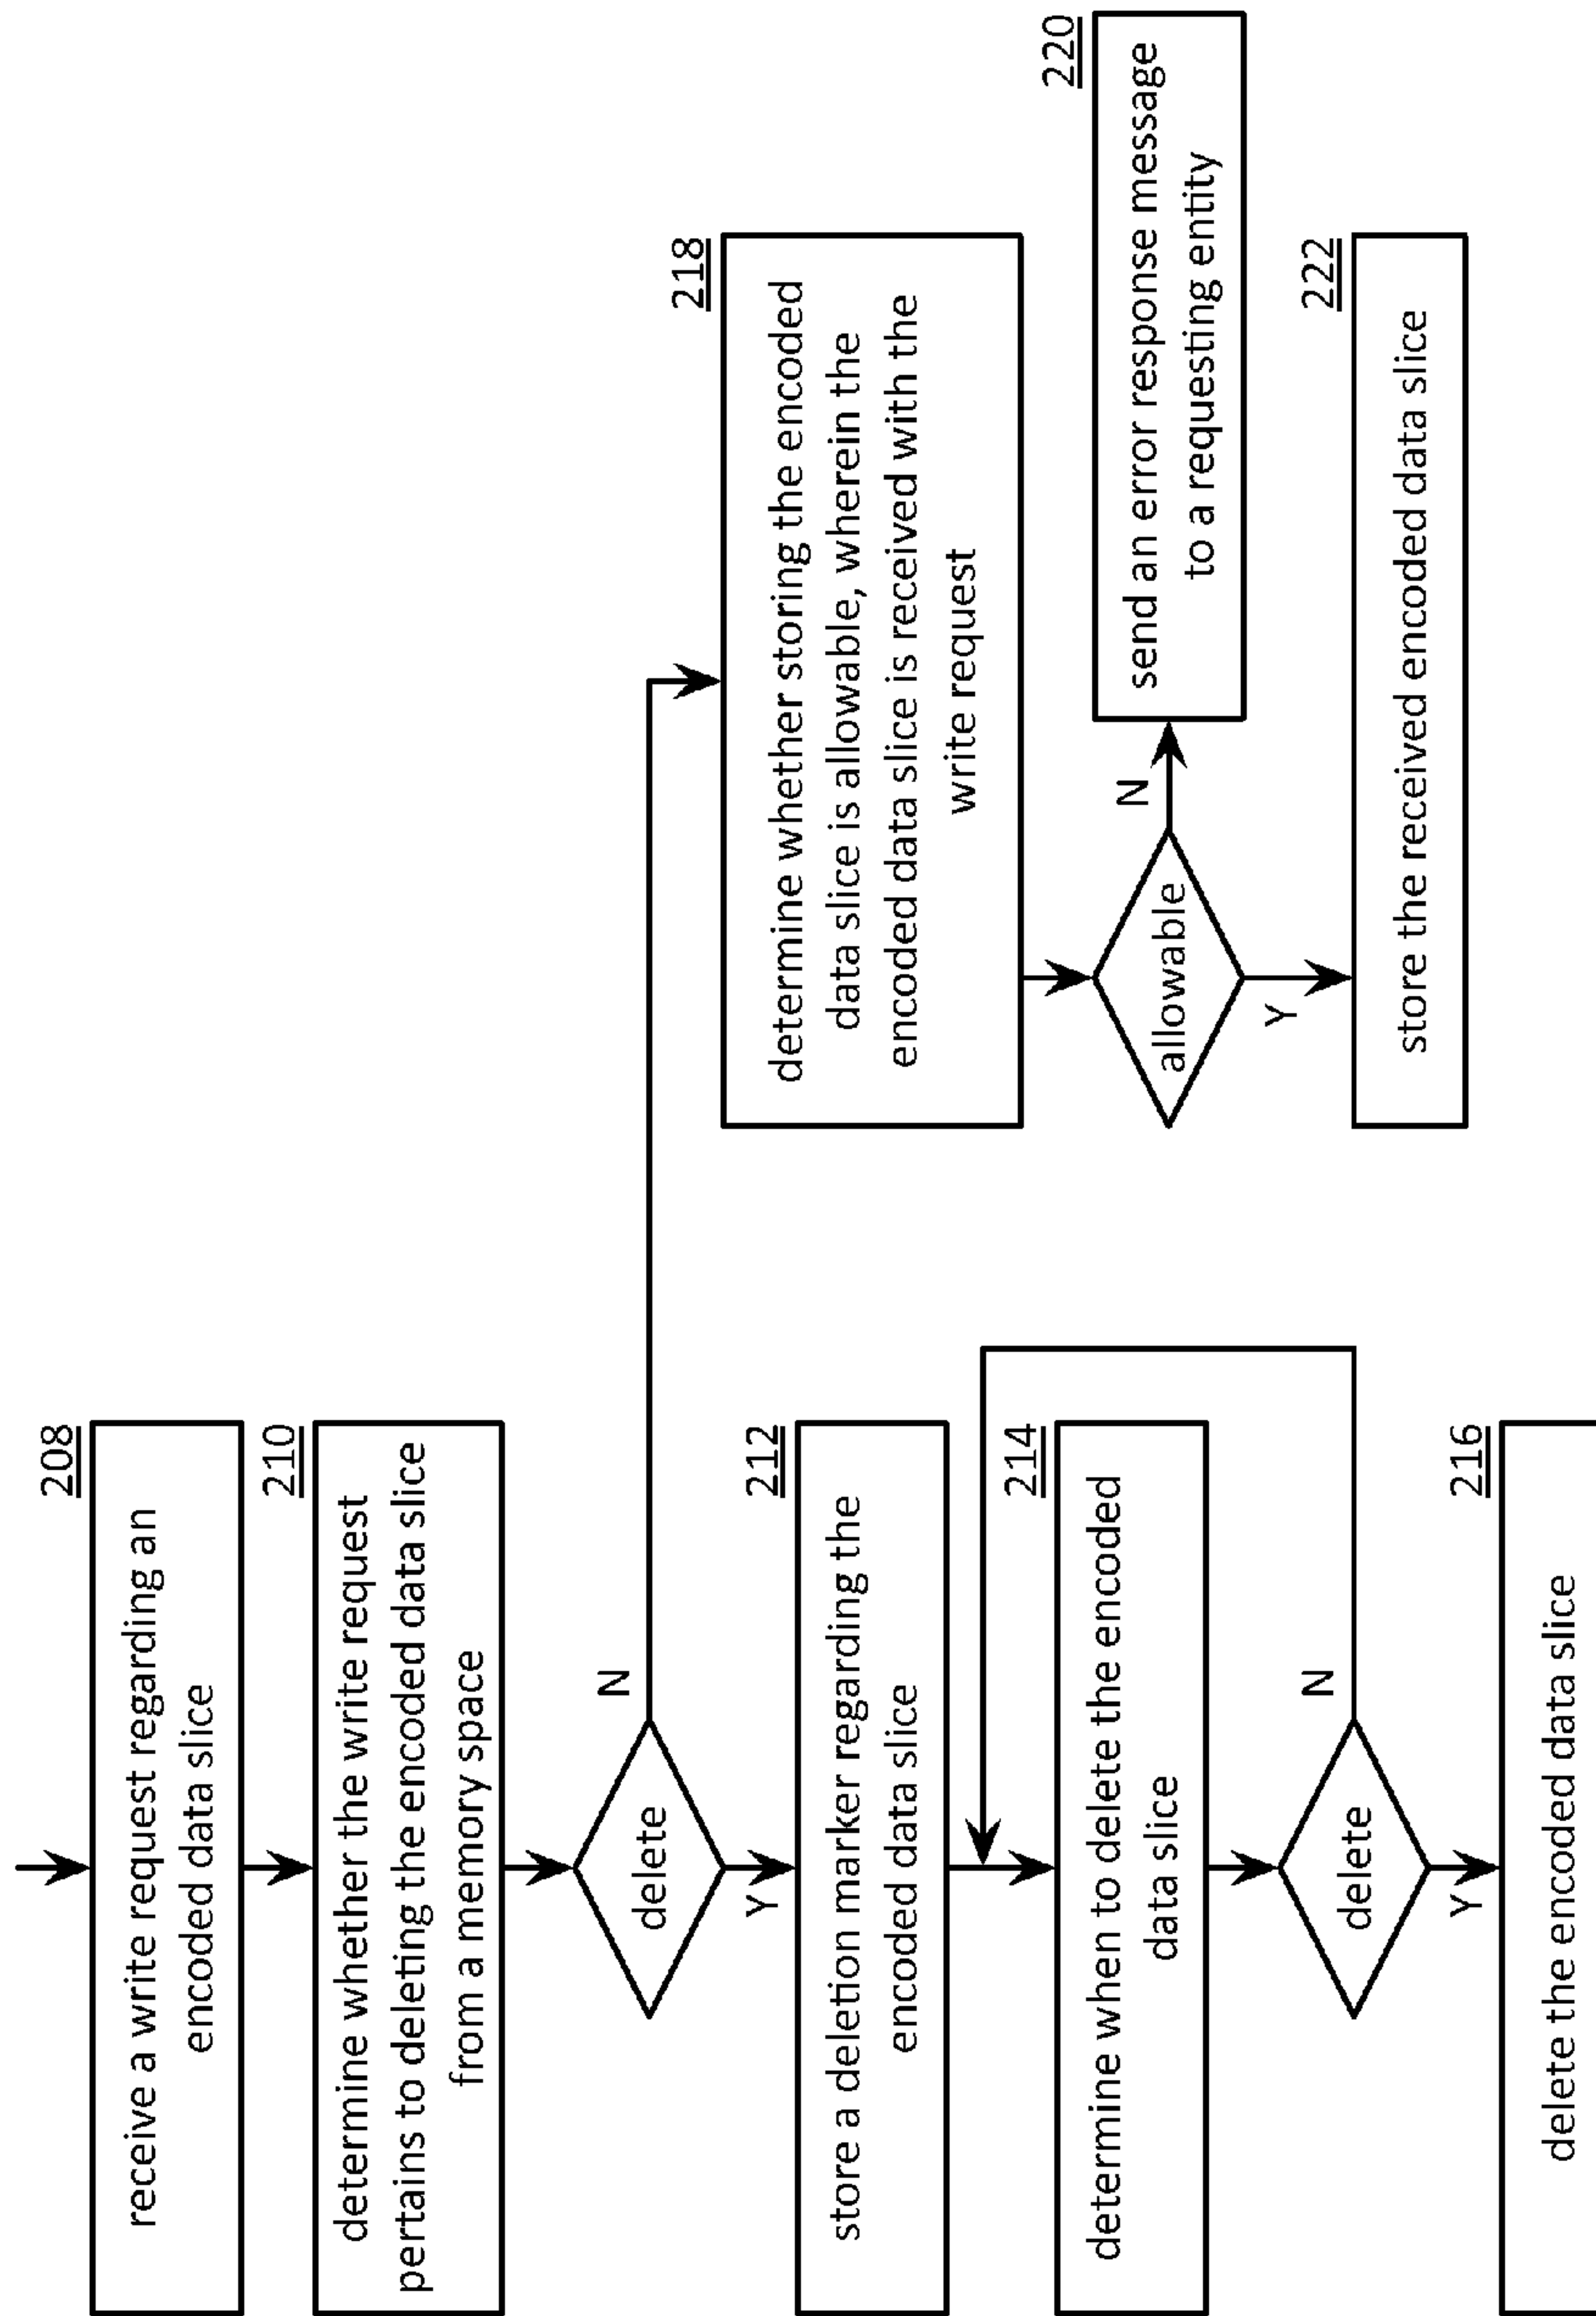 208
receive a write request regarding an
encoded data slice
210
determine whether the write request
pertains to deleting the encoded data slice
from a memory space
delete
N
Y
212
store a deletion marker regarding the
encoded data slice
214
determine when to delete the encoded
data slice
delete
N
Y
216
delete the encoded data slice
218
determine whether storing the encoded
data slice is allowable, wherein the
encoded data slice is received with the
write request
allowable
N
Y
220
send an error response message
to a requesting entity
222
store the received encoded data slice